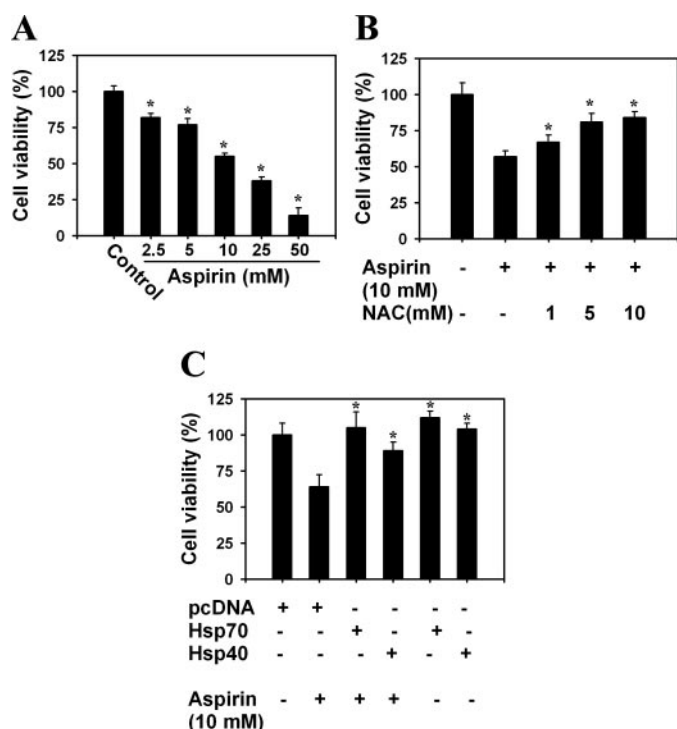 A
Cell viability (%)
125
100
75
50
25
0
* * * * *
Control 2.5 5 10 25 50
Aspirin (mM)
B
Cell viability (%)
125
100
75
50
25
0
* * *
Aspirin - + + + +
(10 mM)
NAC(mM) - - 1 5 10
C
Cell viability (%)
125
100
75
50
25
0
* * * *
pcDNA + + - - - -
Hsp70 - - + - + -
Hsp40 - - - + - +
Aspirin - + + + - -
(10 mM)